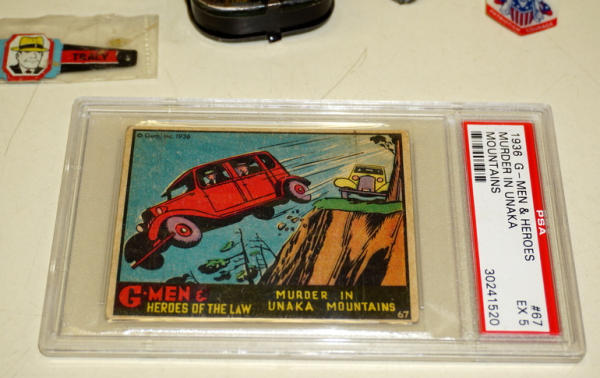 TRACY
© Gum, Inc. 1936
G-MEN &
HEROES OF THE LAW
MURDER IN
UNAKA MOUNTAINS
67
PSA
1936 G-MEN & HEROES
MURDER IN UNAKA
MOUNTAINS
#67
EX 5
30241520